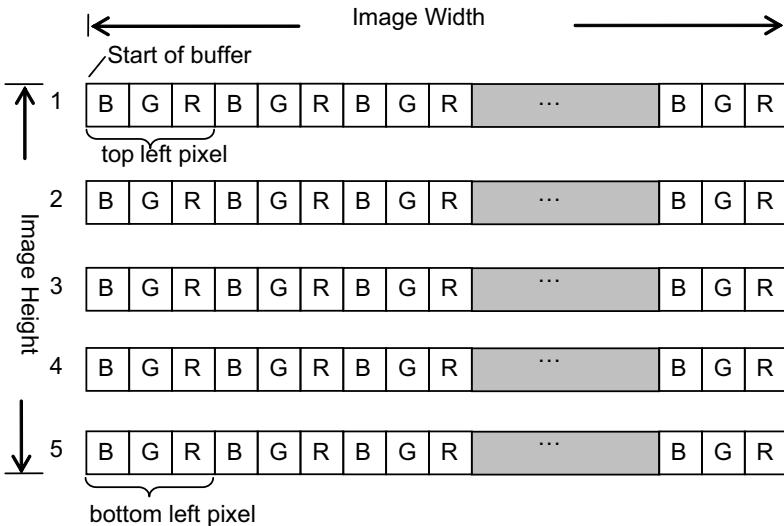 Image Width
Start of buffer
1 B G R B G R B G R ... B G R
top left pixel
2 B G R B G R B G R ... B G R
Image Height
3 B G R B G R B G R ... B G R
4 B G R B G R B G R ... B G R
5 B G R B G R B G R ... B G R
bottom left pixel